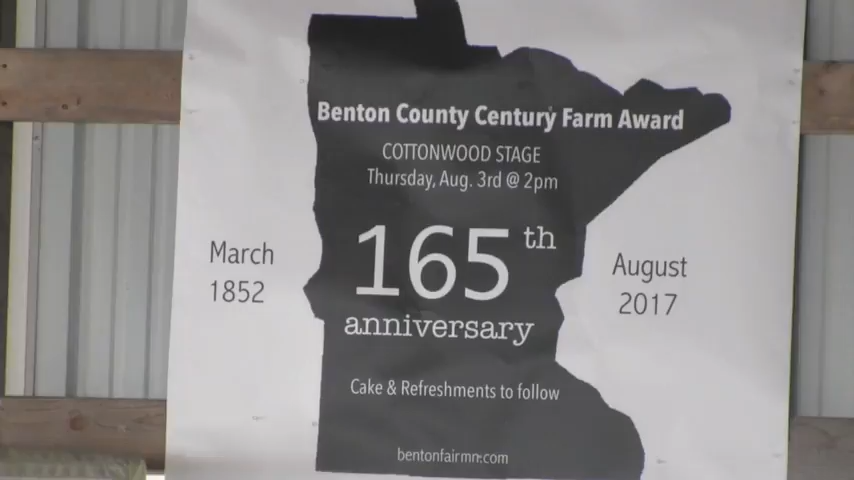 Benton County Century Farm Award
COTTONWOOD STAGE
Thursday, Aug. 3rd @ 2pm
March
1852
165th
anniversary
August
2017
Cake & Refreshments to follow
bentonfairmn.com